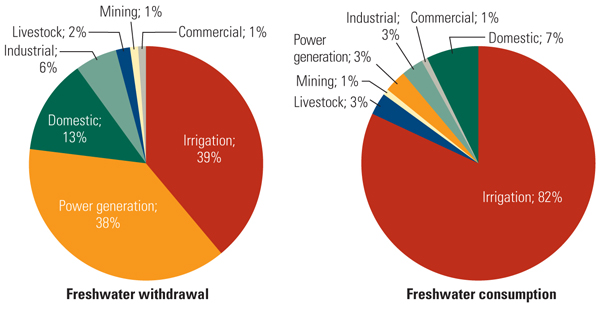 Mining; 1%
Livestock; 2%
Commercial; 1%
Industrial;
6%
Domestic;
13%
Irrigation;
39%
Power generation;
38%
Freshwater withdrawal
Industrial;
3%
Commercial; 1%
Domestic; 7%
Power
generation; 3%
Mining; 1%
Livestock; 3%
Irrigation; 82%
Freshwater consumption